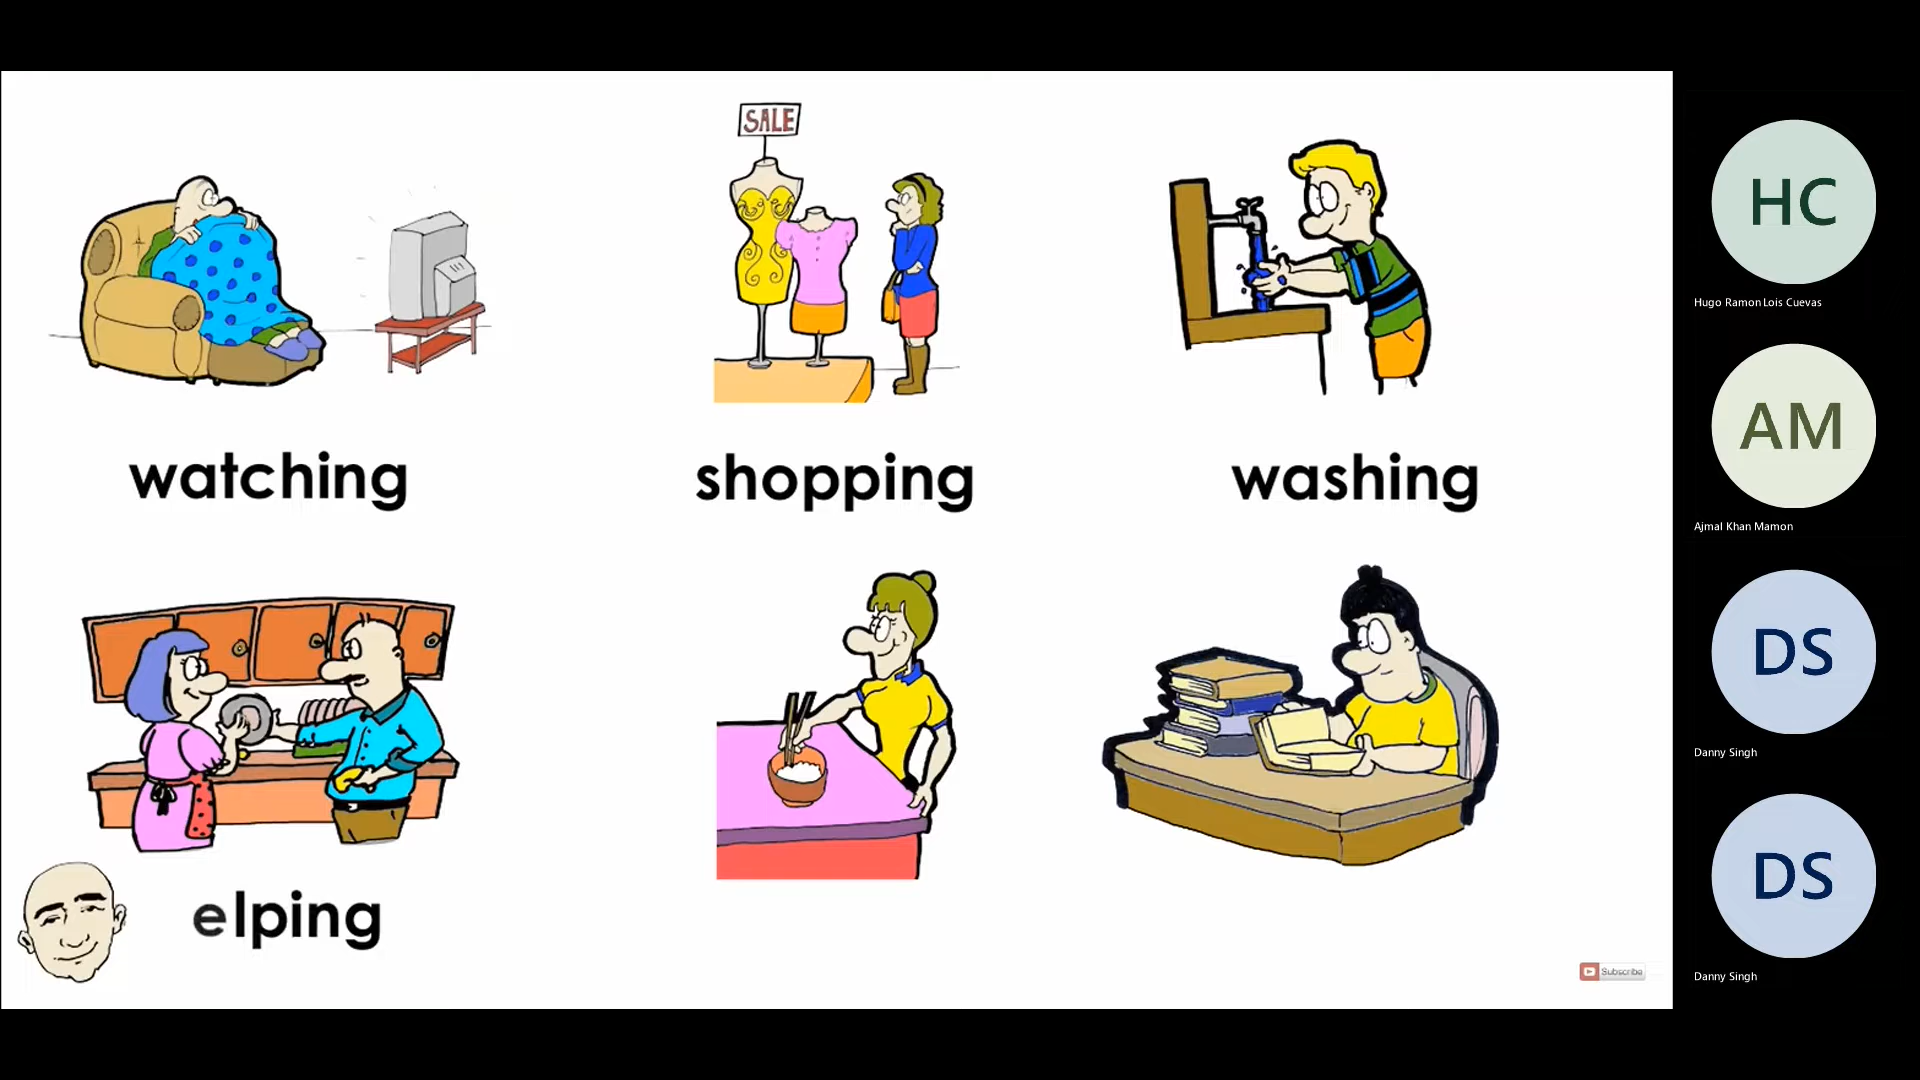 SALE
watching
shopping
washing
elping
Subscribe
HC
Hugo Ramon Lois Cuevas
AM
Ajmal Khan Mamon
DS
Danny Singh
DS
Danny Singh